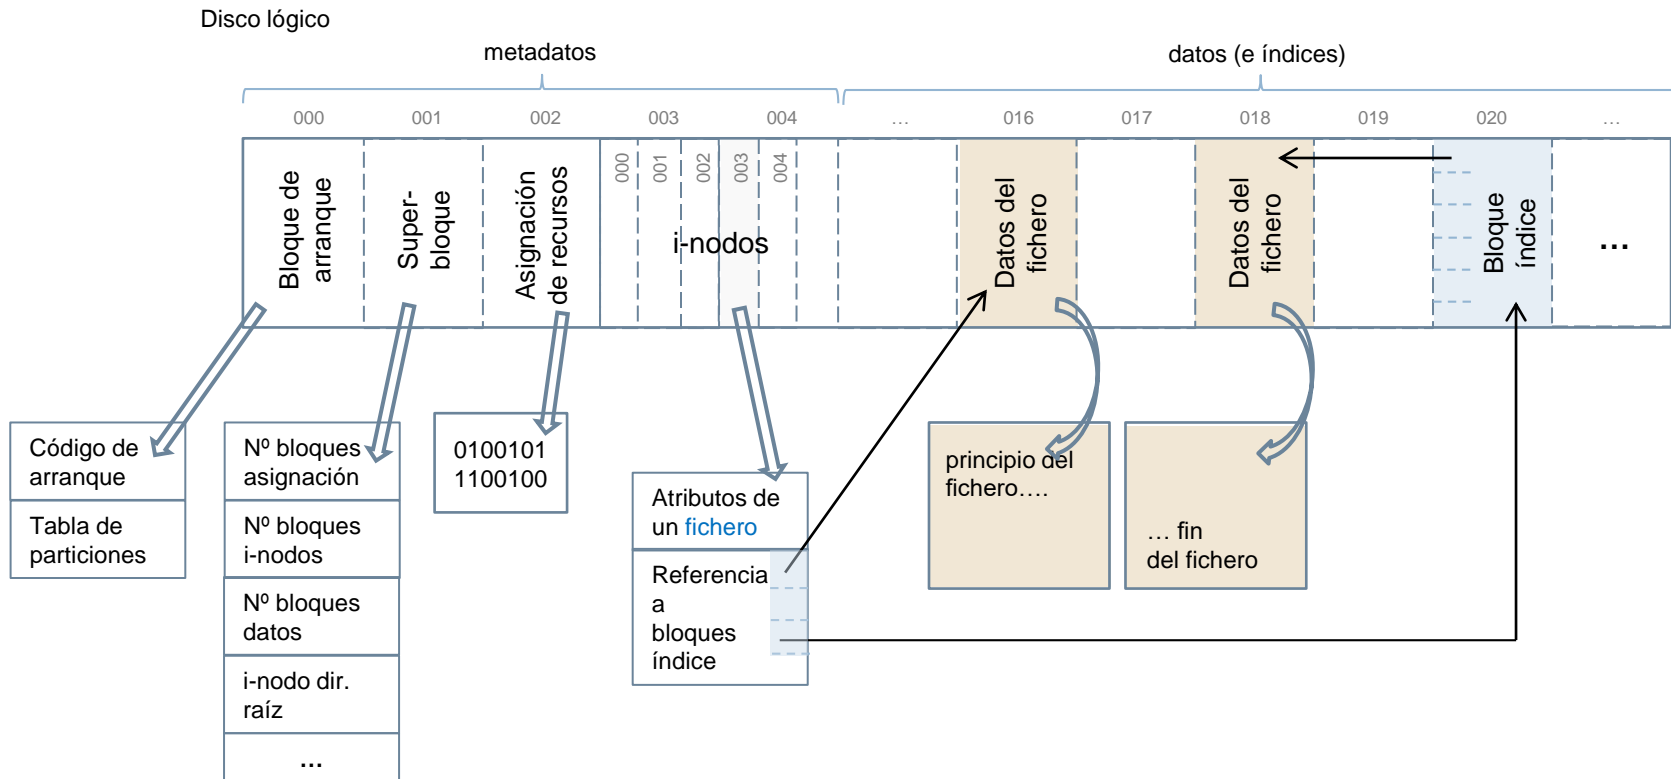 Disco lógico
metadatos
datos (e índices)
000
001
002
003
004
...
016
017
018
019
020
...
Bloque de
arranque
Super-
bloque
Asignación
de recursos
000
001
002
003
004
i-nodos
Datos del
fichero
Datos del
fichero
Bloque
índice
...
Código de
arranque
Tabla de
particiones
Nº bloques
asignación
Nº bloques
i-nodos
Nº bloques
datos
i-nodo dir.
raíz
...
0100101
1100100
Atributos de
un fichero
Referencia
a
bloques
índice
principio del
fichero….
… fin
del fichero